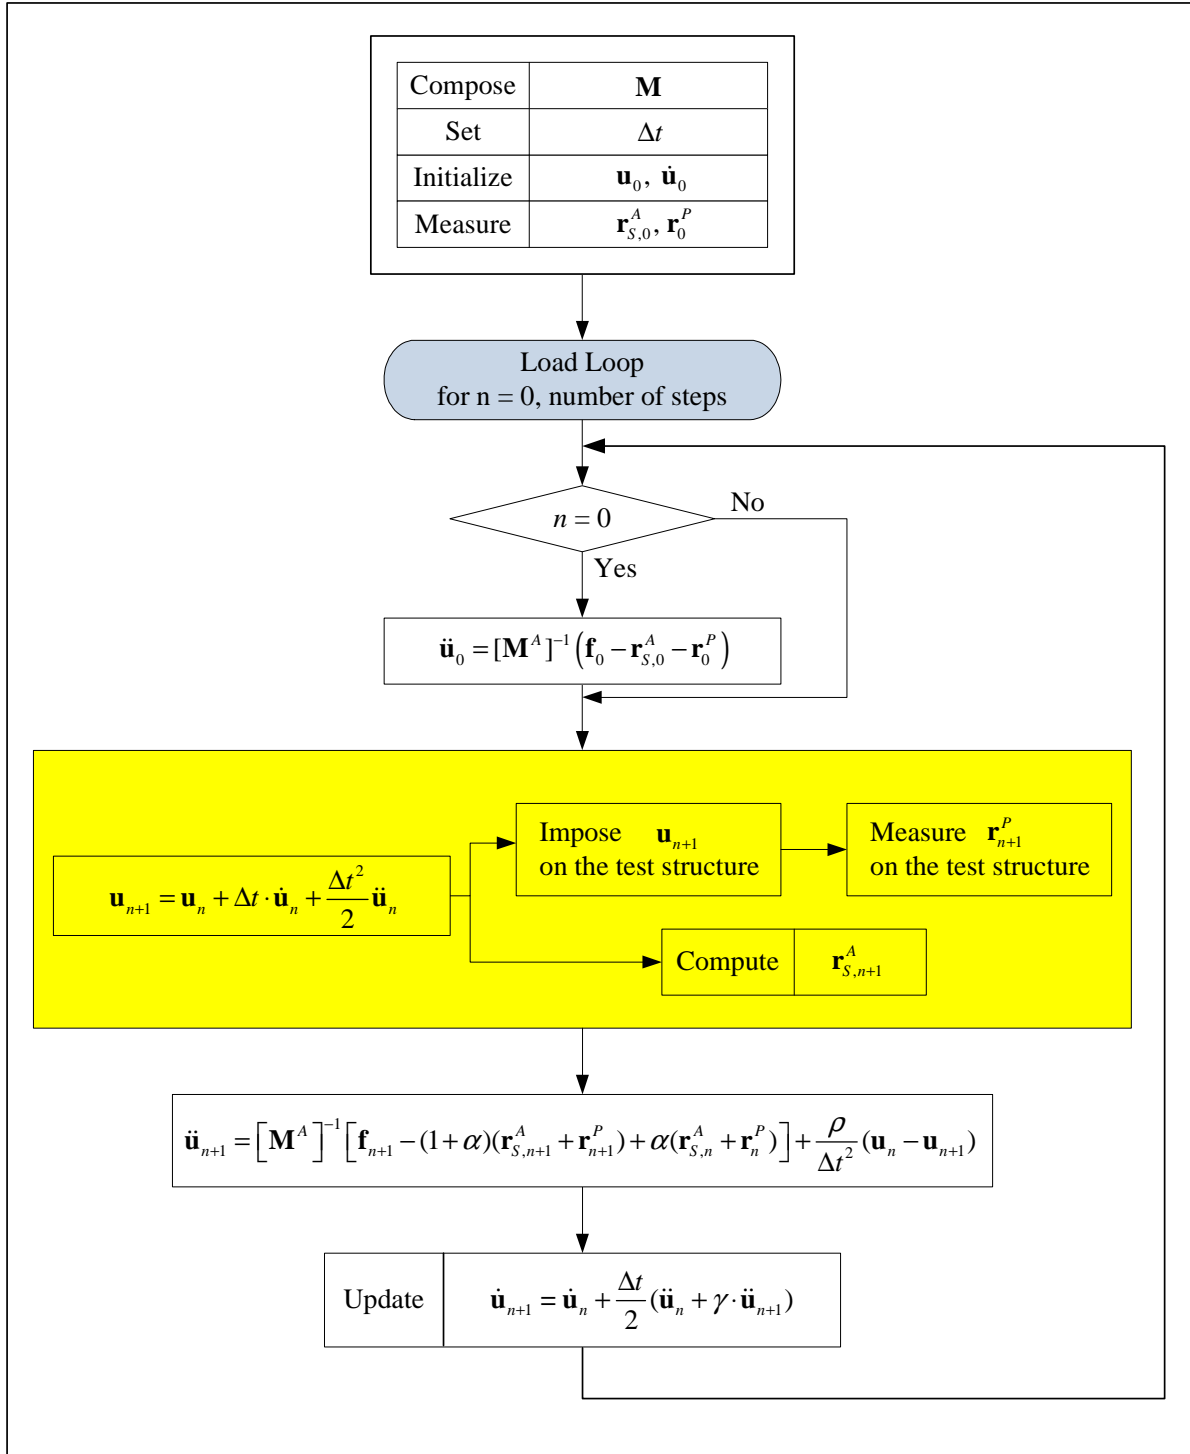 Compose M
Set Δt
Initialize u₀, u̇₀
Measure r^A_{S,0}, r^P_0
Load Loop
for n = 0, number of steps
n = 0
No
Yes
ü₀ = [M^A]^{-1} (f₀ − r^A_{S,0} − r^P_0)
Impose u_{n+1}
on the test structure
Measure r^P_{n+1}
on the test structure
u_{n+1} = u_n + Δt · u̇_n + Δt²/2 ü_n
Compute r^A_{S,n+1}
ü_{n+1} = [M^A]^{-1} [f_{n+1} − (1+α)(r^A_{S,n+1} + r^P_{n+1}) + α(r^A_{S,n} + r^P_n)] + ρ/Δt² (u_n − u_{n+1})
Update u̇_{n+1} = u̇_n + Δt/2 (ü_n + γ · ü_{n+1})